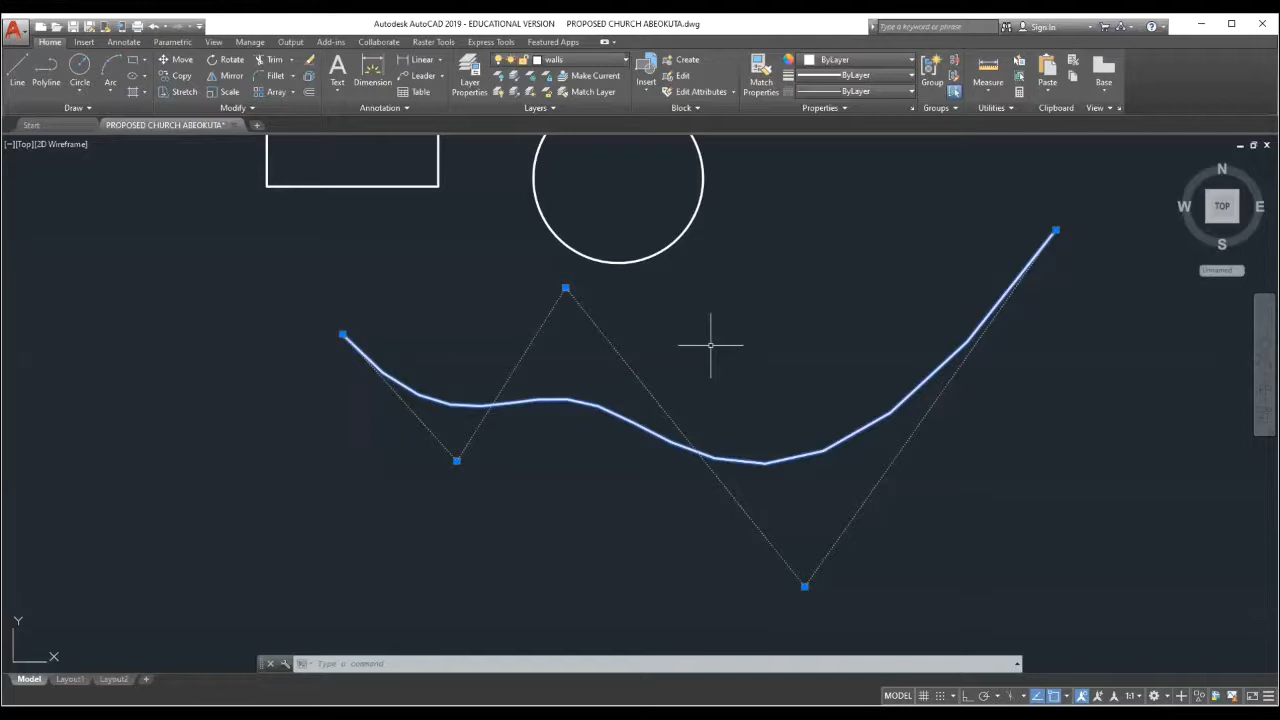 Autodesk AutoCAD 2019 - EDUCATIONAL VERSION PROPOSED CHURCH ABEOKUTA.dwg
Type a keyword or phrase
Sign In
Home Insert Annotate Parametric View Manage Output Add-ins Collaborate Raster Tools Express Tools Featured Apps
Line Polyline Circle Arc
Move Rotate Trim
Copy Mirror Fillet
Stretch Scale Array
Text Dimension
Linear
Leader
Table
Layer Properties
walls
Make Current
Match Layer
Insert
Create
Edit
Edit Attributes
Match Properties
ByLayer
ByLayer
ByLayer
Group
Measure
Paste
Base
Draw Modify Annotation Layers Block Properties Groups Utilities Clipboard View
Start PROPOSED CHURCH ABEOKUTA*
[−][Top][2D Wireframe]
N
W TOP E
S
Unnamed
Y
X
Type a command
Model Layout1 Layout2
MODEL 1:1